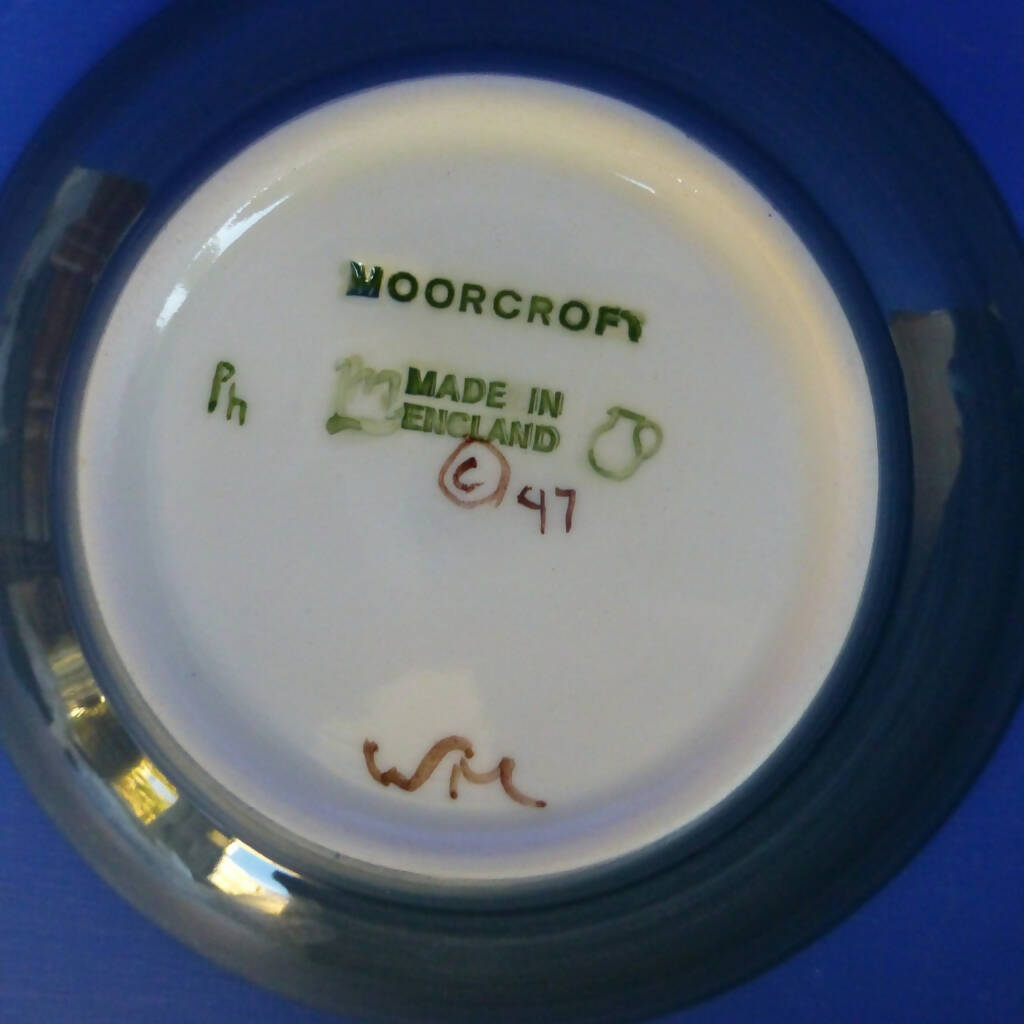 MOORCROFT
Ph
MADE IN
ENGLAND
© 47
WM